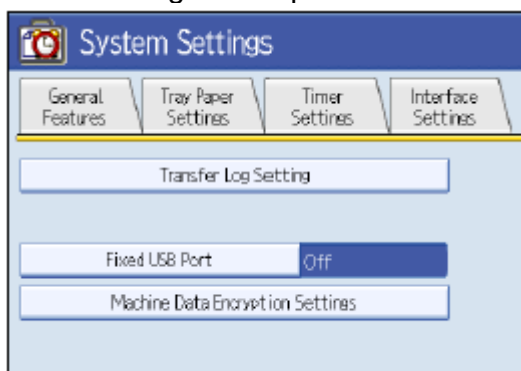 System Settings
General Features
Tray Paper Settings
Timer Settings
Interface Settings
Transfer Log Setting
Fixed USB Port Off
Machine Data Encryption Settings